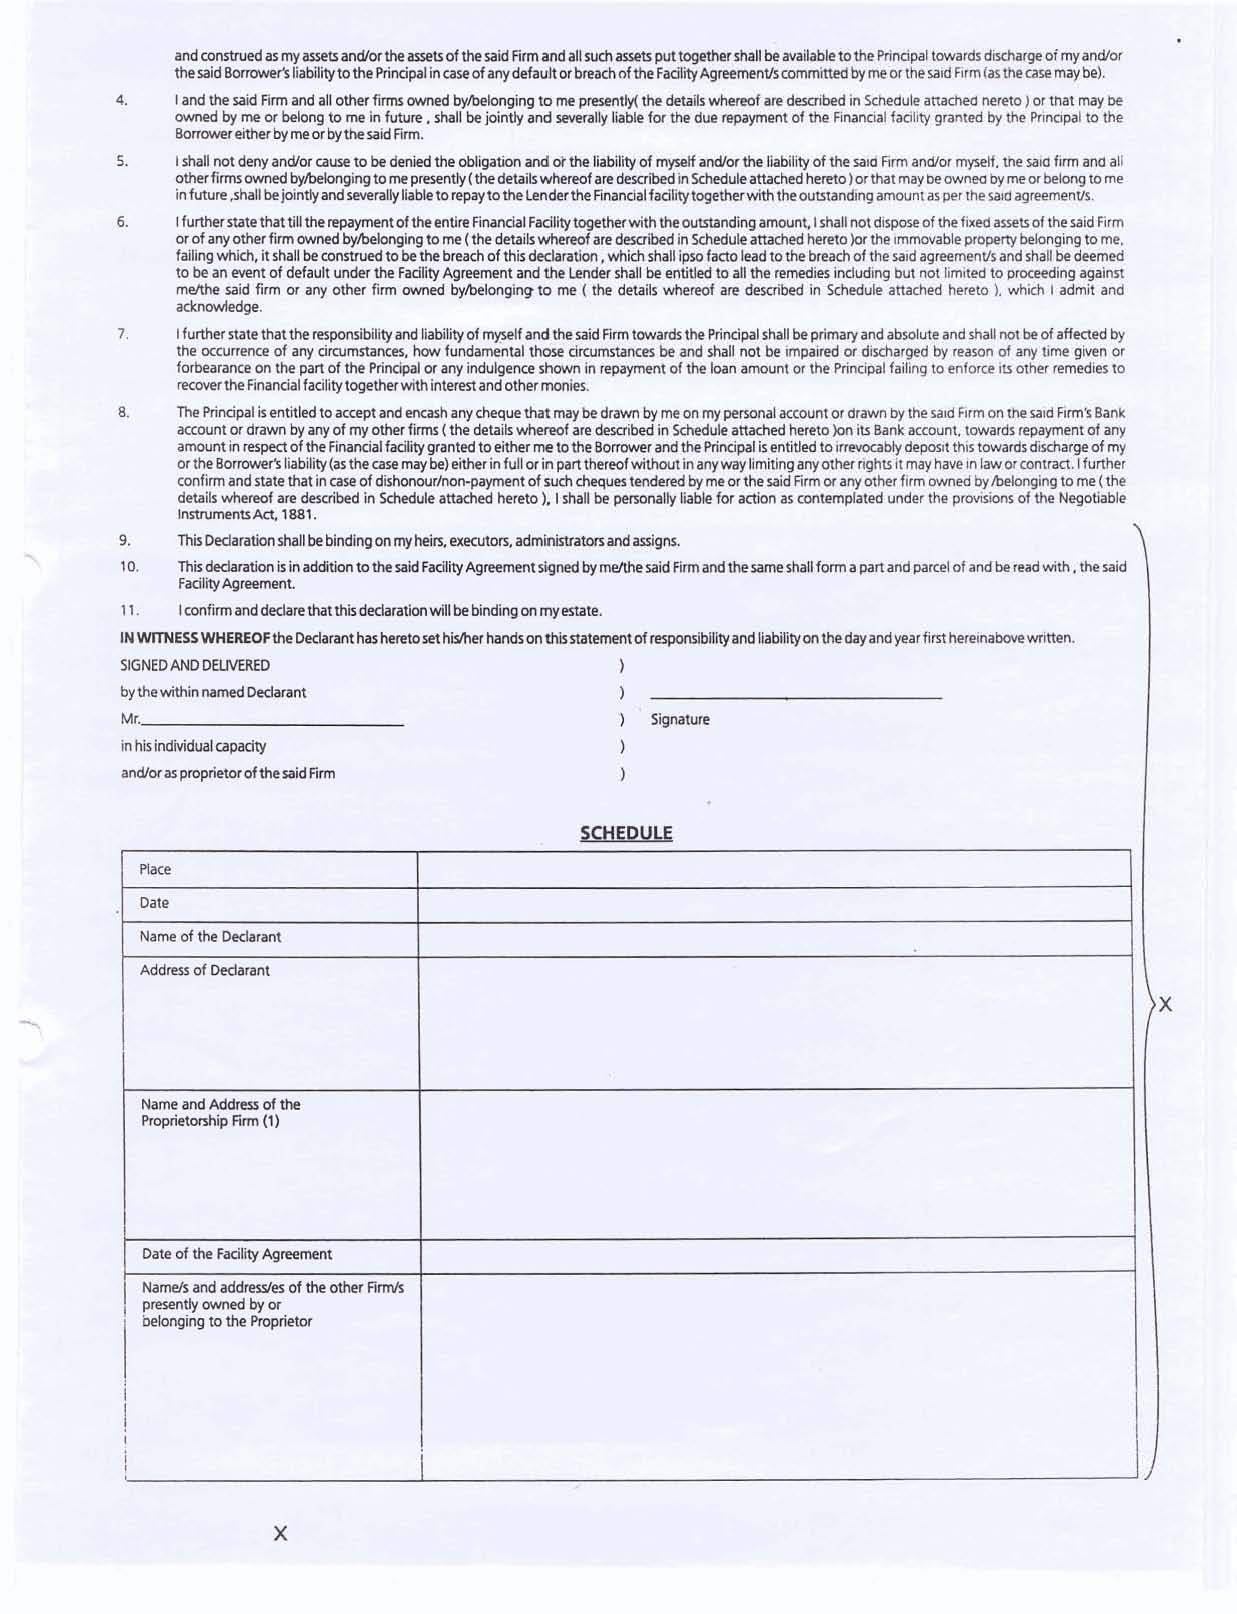 and construed as my assets and/or the assets of the said Firm and all such assets put together shall be available to the Principal towards discharge of my and/or
the said Borrower's liability to the Principal in case of any default or breach of the Facility Agreement/s committed by me or the said Firm (as the case may be).
4. I and the said Firm and all other firms owned by/belonging to me presently( the details whereof are described in Schedule attached hereto ) or that may be
owned by me or belong to me in future , shall be jointly and severally liable for the due repayment of the Financial facility granted by the Principal to the
Borrower either by me or by the said Firm.
5. I shall not deny and/or cause to be denied the obligation and or the liability of myself and/or the liability of the said Firm and/or myself, the said firm and all
other firms owned by/belonging to me presently ( the details whereof are described in Schedule attached hereto ) or that may be owned by me or belong to me
in future ,shall be jointly and severally liable to repay to the Lender the Financial facility together with the outstanding amount as per the said agreement/s.
6. I further state that till the repayment of the entire Financial Facility together with the outstanding amount, I shall not dispose of the fixed assets of the said Firm
or of any other firm owned by/belonging to me ( the details whereof are described in Schedule attached hereto )or the immovable property belonging to me,
failing which, it shall be construed to be the breach of this declaration , which shall ipso facto lead to the breach of the said agreement/s and shall be deemed
to be an event of default under the Facility Agreement and the Lender shall be entitled to all the remedies including but not limited to proceeding against
me/the said firm or any other firm owned by/belonging to me ( the details whereof are described in Schedule attached hereto ), which I admit and
acknowledge.
7. I further state that the responsibility and liability of myself and the said Firm towards the Principal shall be primary and absolute and shall not be of affected by
the occurrence of any circumstances, how fundamental those circumstances be and shall not be impaired or discharged by reason of any time given or
forbearance on the part of the Principal or any indulgence shown in repayment of the loan amount or the Principal failing to enforce its other remedies to
recover the Financial facility together with interest and other monies.
8. The Principal is entitled to accept and encash any cheque that may be drawn by me on my personal account or drawn by the said Firm on the said Firm's Bank
account or drawn by any of my other firms ( the details whereof are described in Schedule attached hereto )on its Bank account, towards repayment of any
amount in respect of the Financial facility granted to either me to the Borrower and the Principal is entitled to irrevocably deposit this towards discharge of my
or the Borrower's liability (as the case may be) either in full or in part thereof without in any way limiting any other rights it may have in law or contract. I further
confirm and state that in case of dishonour/non-payment of such cheques tendered by me or the said Firm or any other firm owned by /belonging to me ( the
details whereof are described in Schedule attached hereto ), I shall be personally liable for action as contemplated under the provisions of the Negotiable
Instruments Act, 1881.
9. This Declaration shall be binding on my heirs, executors, administrators and assigns.
10. This declaration is in addition to the said Facility Agreement signed by me/the said Firm and the same shall form a part and parcel of and be read with , the said
Facility Agreement.
11. I confirm and declare that this declaration will be binding on my estate.
IN WITNESS WHEREOF the Declarant has hereto set his/her hands on this statement of responsibility and liability on the day and year first hereinabove written.
SIGNED AND DELIVERED )
by the within named Declarant ) ____________________
Mr.____________________ ) Signature
in his individual capacity )
and/or as proprietor of the said Firm )
SCHEDULE
Place
Date
Name of the Declarant
Address of Declarant
X
Name and Address of the
Proprietorship Firm (1)
Date of the Facility Agreement
Name/s and address/es of the other Firm/s
presently owned by or
belonging to the Proprietor
X